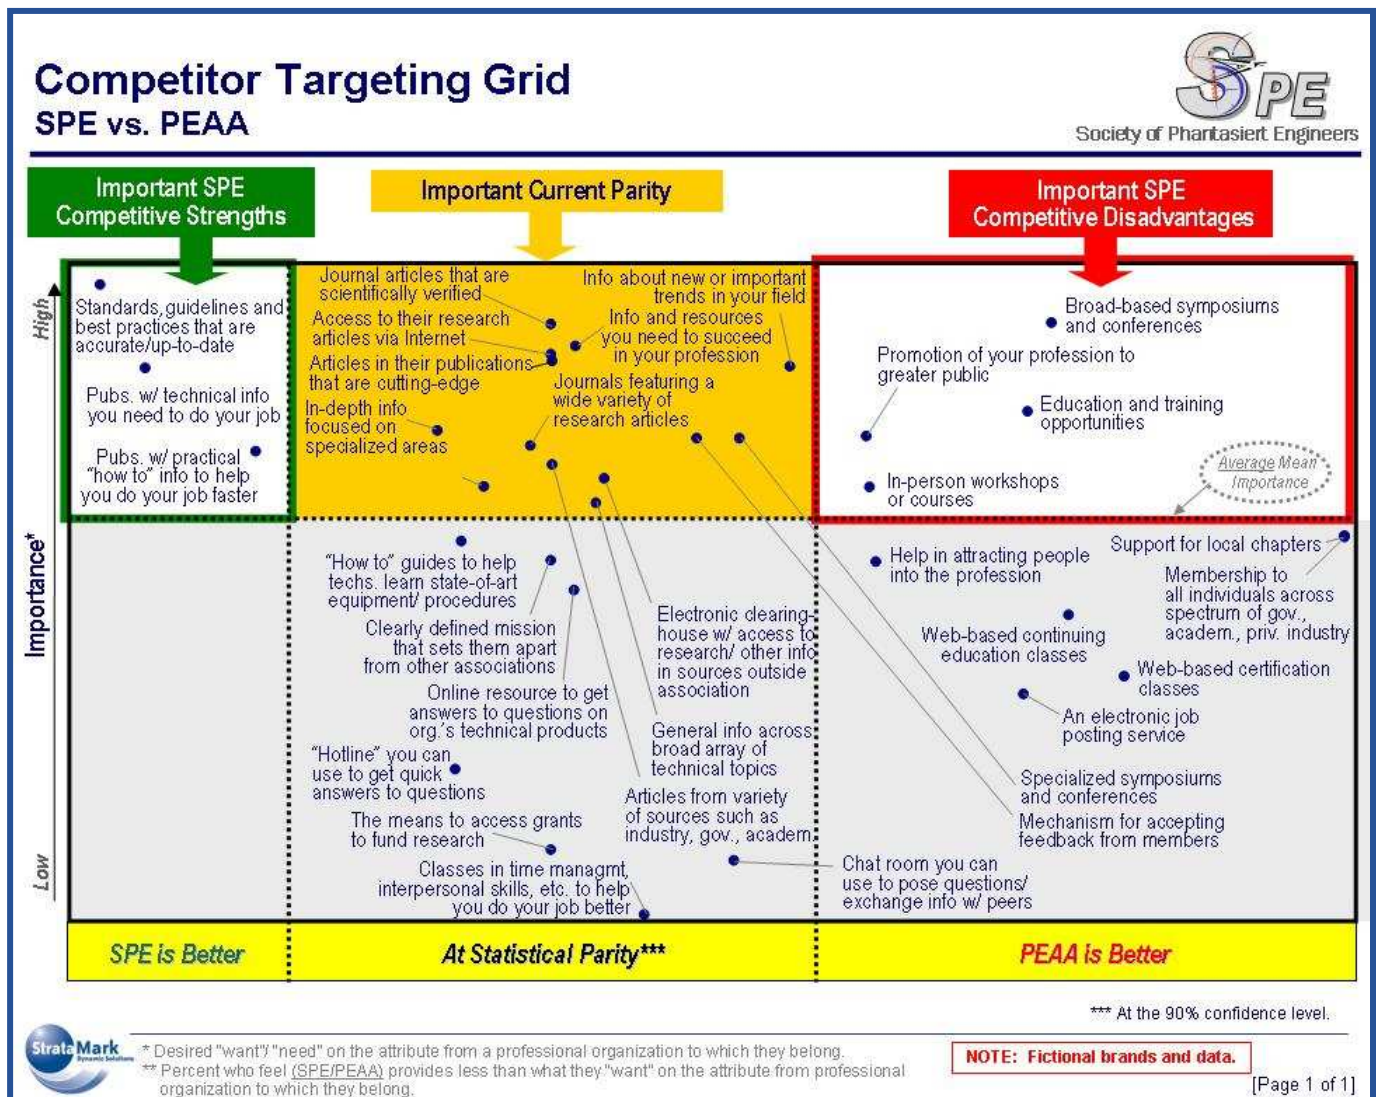 Competitor Targeting Grid
SPE vs. PEAA
SPE
Society of Phantasiert Engineers
Important SPE
Competitive Strengths
Important Current Parity
Important SPE
Competitive Disadvantages
High
Importance*
Low
Standards, guidelines and
best practices that are
accurate/up-to-date
Pubs. w/ technical info
you need to do your job
Pubs. w/ practical
"how to" info to help
you do your job faster
Journal articles that are
scientifically verified
Access to their research
articles via Internet
Articles in their publications
that are cutting-edge
In-depth info
focused on
specialized areas
Info about new or important
trends in your field
Info and resources
you need to succeed
in your profession
Journals featuring a
wide variety of
research articles
Broad-based symposiums
and conferences
Promotion of your profession to
greater public
Education and training
opportunities
Average Mean
Importance
In-person workshops
or courses
"How to" guides to help
techs. learn state-of-art
equipment/ procedures
Clearly defined mission
that sets them apart
from other associations
Online resource to get
answers to questions on
org.'s technical products
"Hotline" you can
use to get quick
answers to questions
The means to access grants
to fund research
Classes in time managmt,
interpersonal skills, etc. to help
you do your job better
Electronic clearing-
house w/ access to
research/ other info
in sources outside
association
General info across
broad array of
technical topics
Articles from variety
of sources such as
industry, gov., academ.
Help in attracting people
into the profession
Support for local chapters
Membership to
all individuals across
spectrum of gov.,
academ., priv. industry
Web-based continuing
education classes
Web-based certification
classes
An electronic job
posting service
Specialized symposiums
and conferences
Mechanism for accepting
feedback from members
Chat room you can
use to pose questions/
exchange info w/ peers
SPE is Better
At Statistical Parity***
PEAA is Better
*** At the 90% confidence level.
StrataMark
Dynamic Solutions
* Desired "want"/ "need" on the attribute from a professional organization to which they belong.
** Percent who feel (SPE/PEAA) provides less than what they "want" on the attribute from professional
organization to which they belong.
NOTE: Fictional brands and data.
[Page 1 of 1]